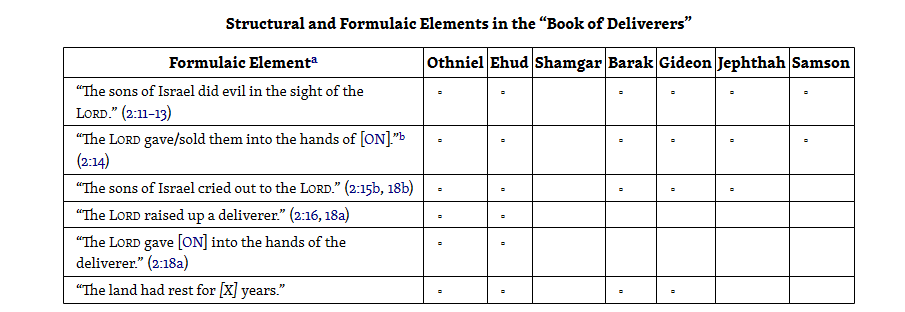 Structural and Formulaic Elements in the “Book of Deliverers”
Formulaic Elementᵃ Othniel Ehud Shamgar Barak Gideon Jephthah Samson
“The sons of Israel did evil in the sight of the
LORD.” (2:11–13) ▫ ▫ ▫ ▫ ▫ ▫
“The LORD gave/sold them into the hands of [ON].”ᵇ
(2:14) ▫ ▫ ▫ ▫ ▫ ▫
“The sons of Israel cried out to the LORD.” (2:15b, 18b) ▫ ▫ ▫ ▫ ▫
“The LORD raised up a deliverer.” (2:16, 18a) ▫ ▫
“The LORD gave [ON] into the hands of the
deliverer.” (2:18a) ▫ ▫
“The land had rest for [X] years.” ▫ ▫ ▫ ▫